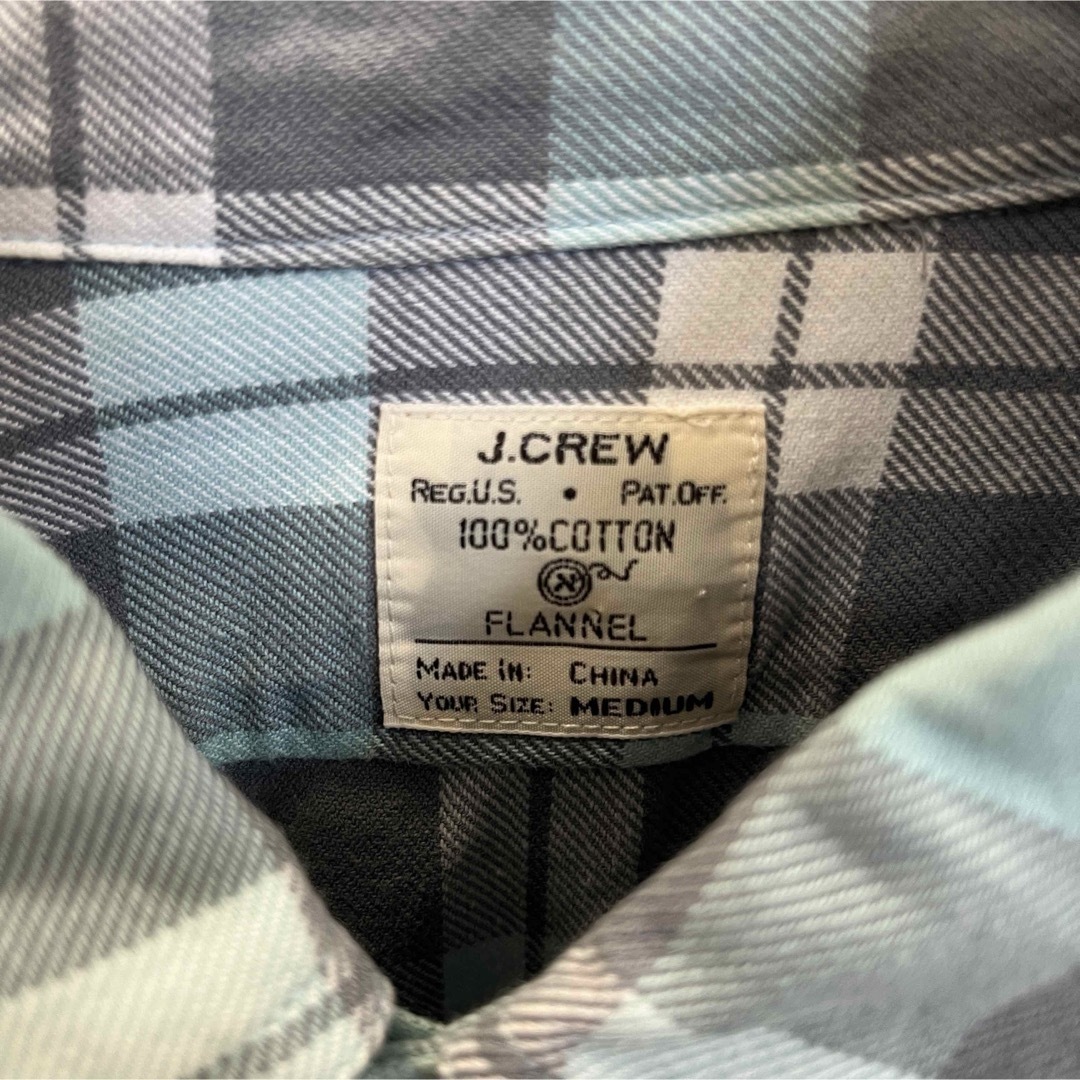 J.CREW
REG.U.S. • PAT.OFF.
100%COTTON
FLANNEL
MADE IN: CHINA
YOUR SIZE: MEDIUM